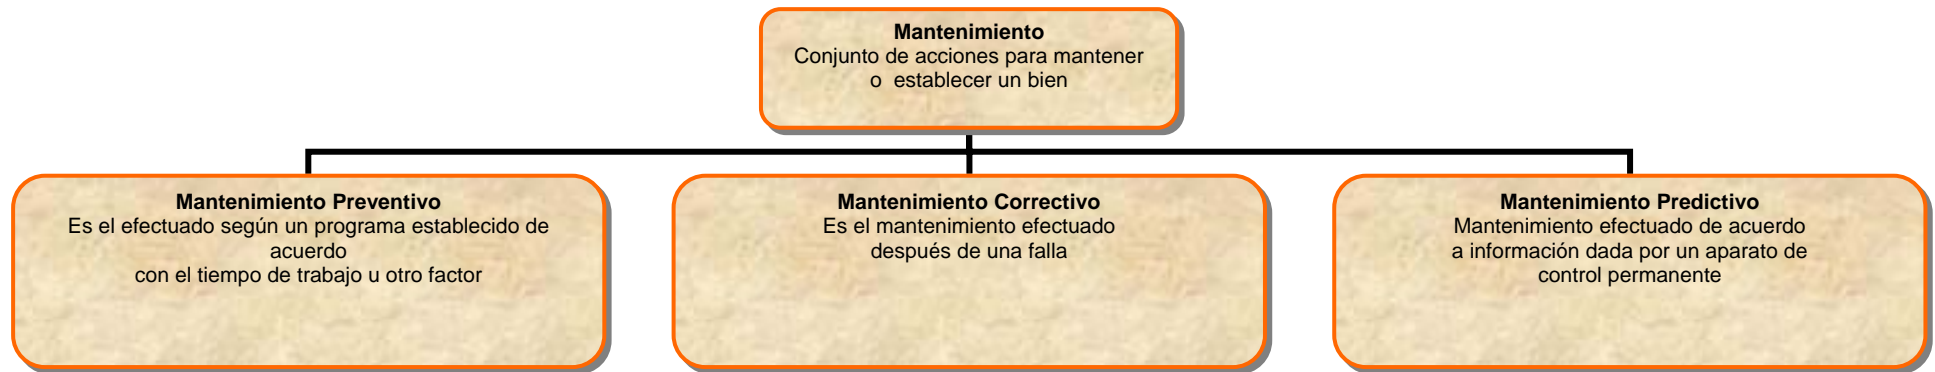 Mantenimiento
Conjunto de acciones para mantener
o establecer un bien
Mantenimiento Preventivo
Es el efectuado según un programa establecido de
acuerdo
con el tiempo de trabajo u otro factor
Mantenimiento Correctivo
Es el mantenimiento efectuado
después de una falla
Mantenimiento Predictivo
Mantenimiento efectuado de acuerdo
a información dada por un aparato de
control permanente